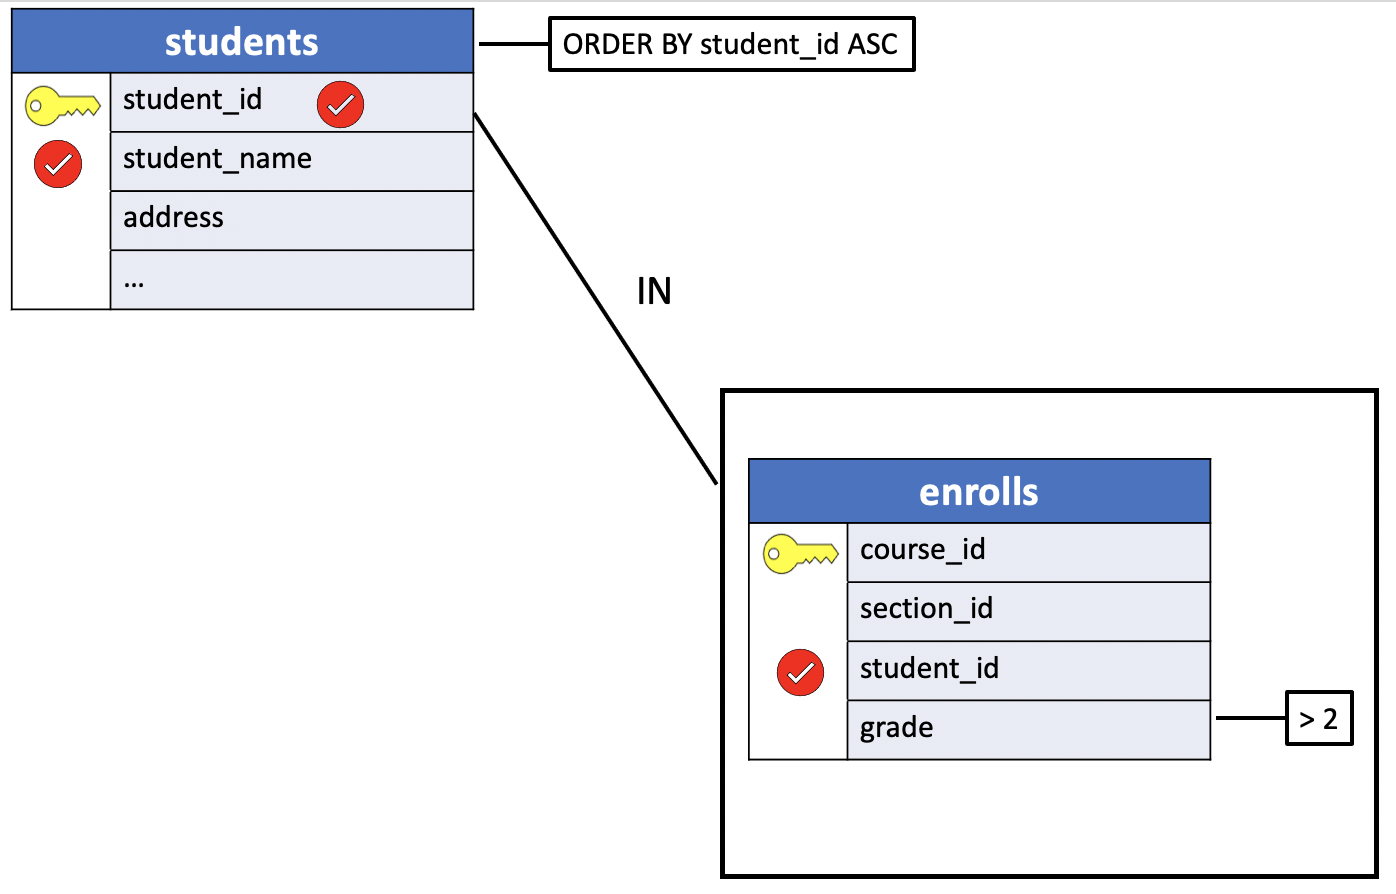 students
ORDER BY student_id ASC
student_id
student_name
address
...
IN
enrolls
course_id
section_id
student_id
grade
> 2